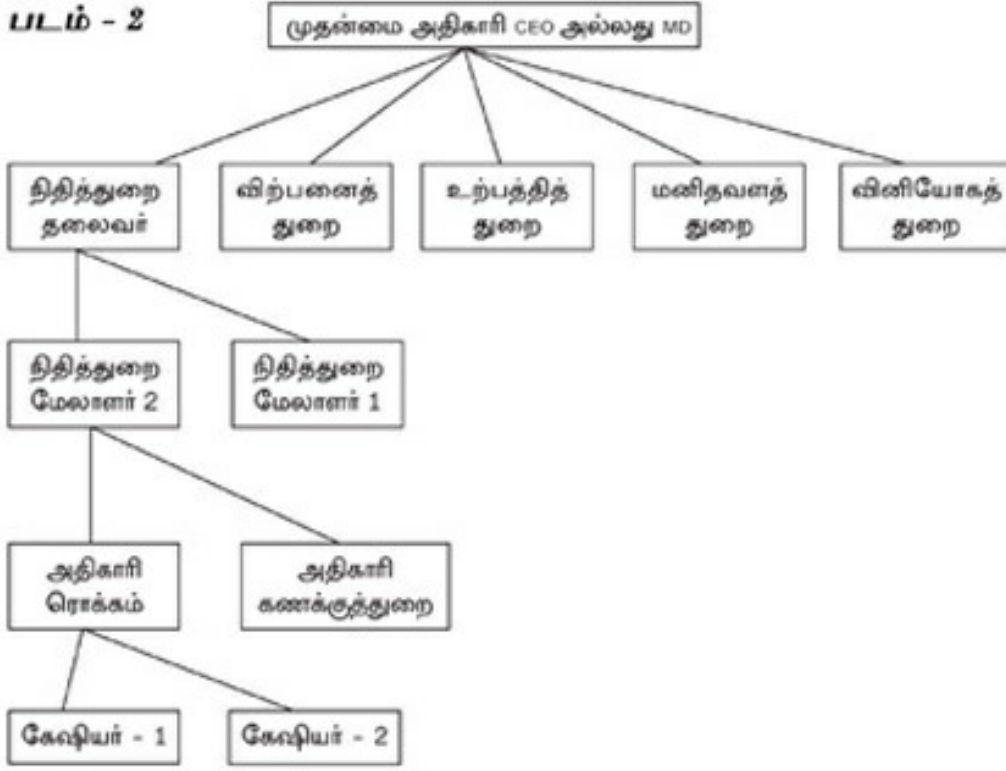 படம் - 2
முதன்மை அதிகாரி CEO அல்லது MD
நிதித்துறை
தலைவர்
விற்பனைத்
துறை
உற்பத்தித்
துறை
மனிதவளத்
துறை
வினியோகத்
துறை
நிதித்துறை
மேலாளர் 2
நிதித்துறை
மேலாளர் 1
அதிகாரி
ரொக்கம்
அதிகாரி
கணக்குத்துறை
கேஷியர் - 1
கேஷியர் - 2